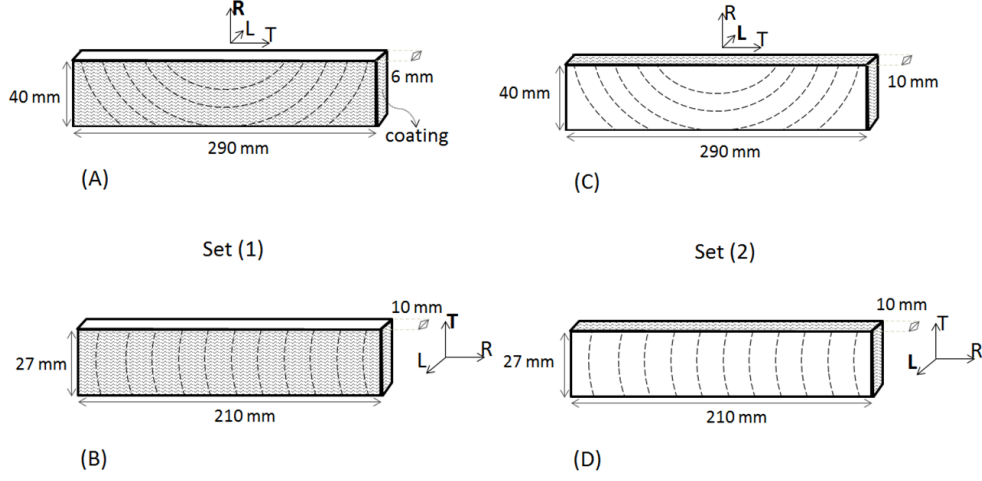 R
L
T
6 mm
40 mm
coating
290 mm
(A)
R
L
T
10 mm
40 mm
290 mm
(C)
Set (1)
Set (2)
10 mm
T
L
R
27 mm
210 mm
(B)
10 mm
T
L
R
27 mm
210 mm
(D)